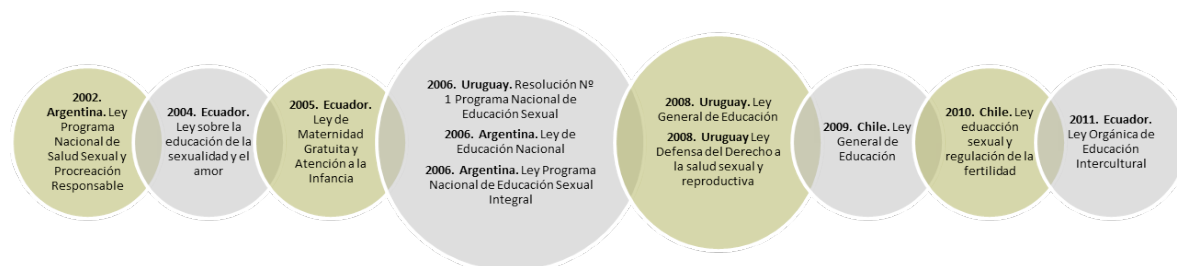 2002.
Argentina. Ley
Programa
Nacional de
Salud Sexual y
Procreación
Responsable
2004. Ecuador.
Ley sobre la
educación de la
sexualidad y el
amor
2005. Ecuador.
Ley de
Maternidad
Gratuita y
Atención a la
Infancia
2006. Uruguay. Resolución Nº
1 Programa Nacional de
Educación Sexual
2006. Argentina. Ley de
Educación Nacional
2006. Argentina. Ley Programa
Nacional de Educación Sexual
Integral
2008. Uruguay. Ley
General de Educación
2008. Uruguay Ley
Defensa del Derecho a
la salud sexual y
reproductiva
2009. Chile. Ley
General de
Educación
2010. Chile. Ley
eduacción
sexual y
regulación de la
fertilidad
2011. Ecuador.
Ley Orgánica de
Educación
Intercultural